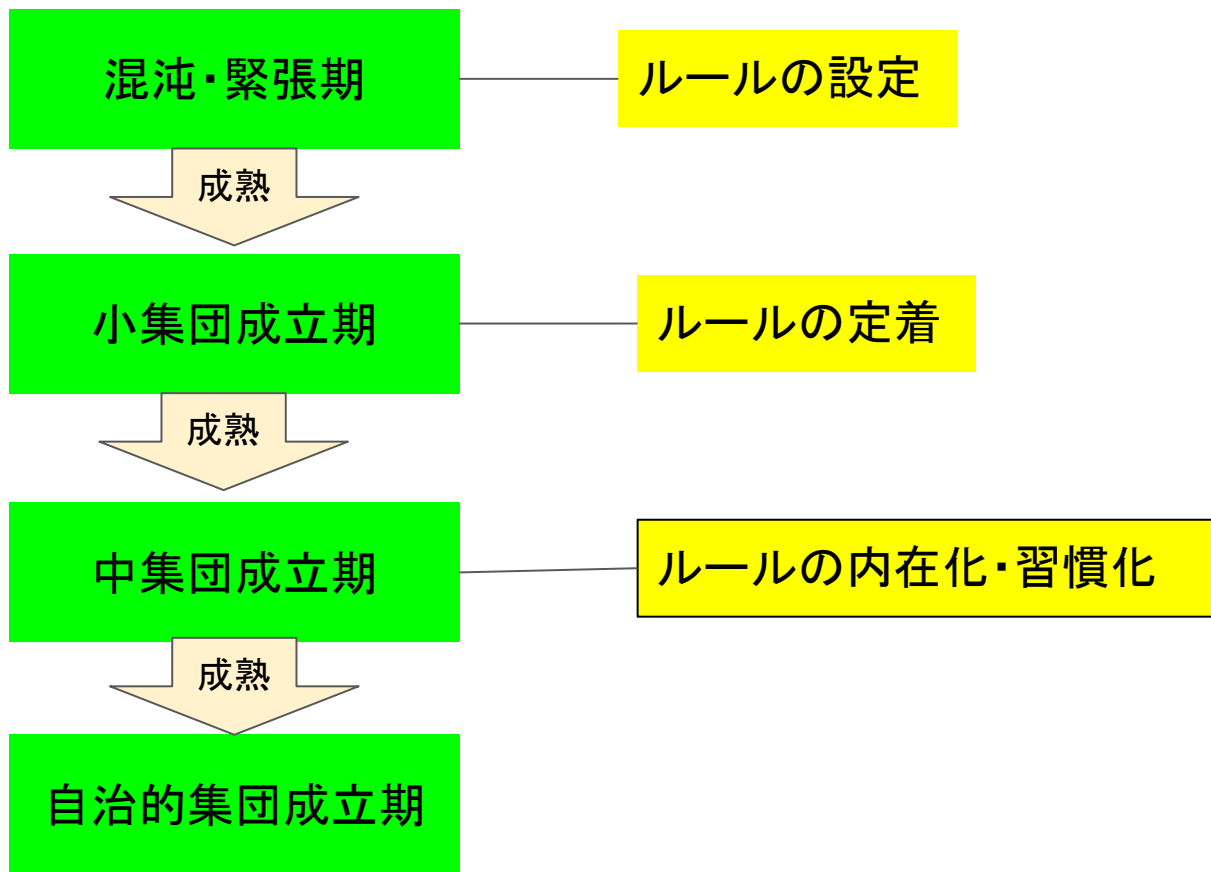 混沌・緊張期
ルールの設定
成熟
小集団成立期
ルールの定着
成熟
中集団成立期
ルールの内在化・習慣化
成熟
自治的集団成立期